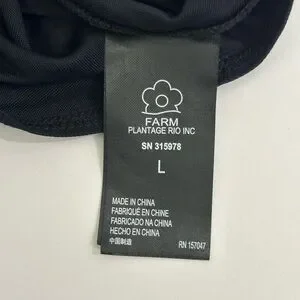 FARM
PLANTAGE RIO INC
SN 315978
L
MADE IN CHINA
FABRIQUÉ EN CHINE
FABRICADO NA CHINA
HECHO EN CHINA
中国制造 RN 157047